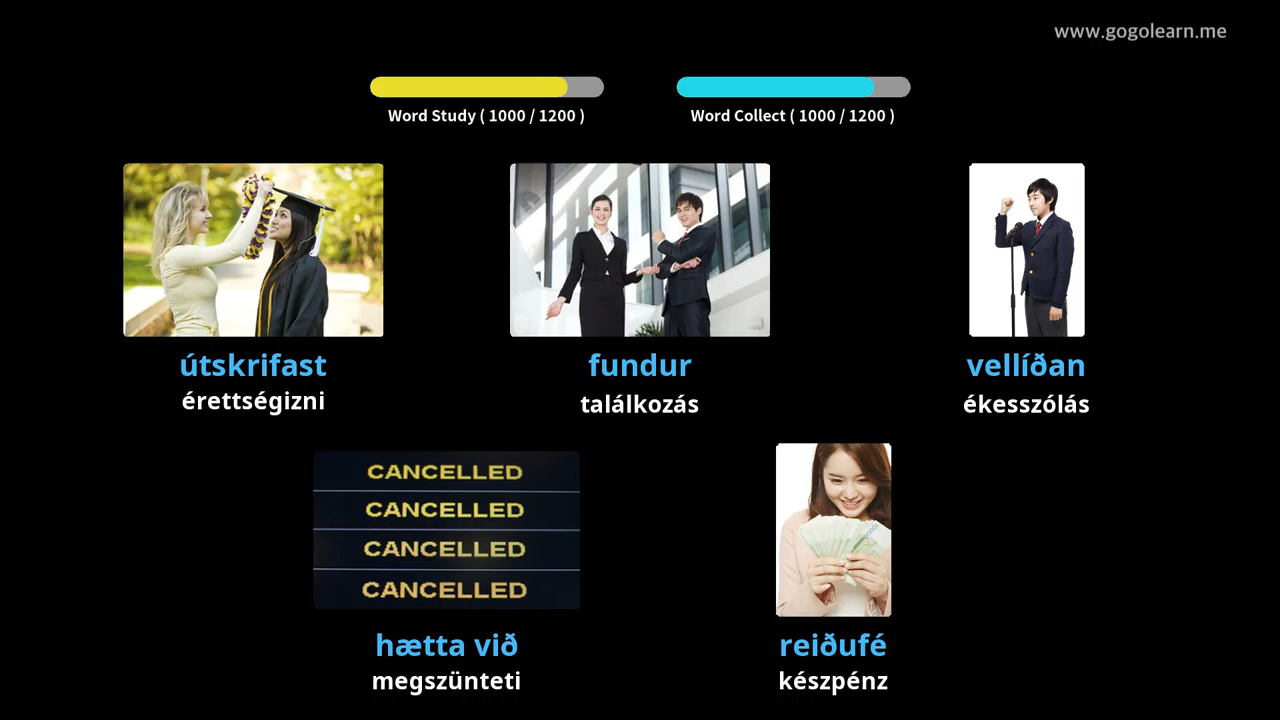 www.gogolearn.me
Word Study ( 1000 / 1200 )
Word Collect ( 1000 / 1200 )
útskrifast
érettségizni
fundur
találkozás
vellíðan
ékesszólás
CANCELLED
CANCELLED
CANCELLED
CANCELLED
hætta við
megszünteti
reiðufé
készpénz